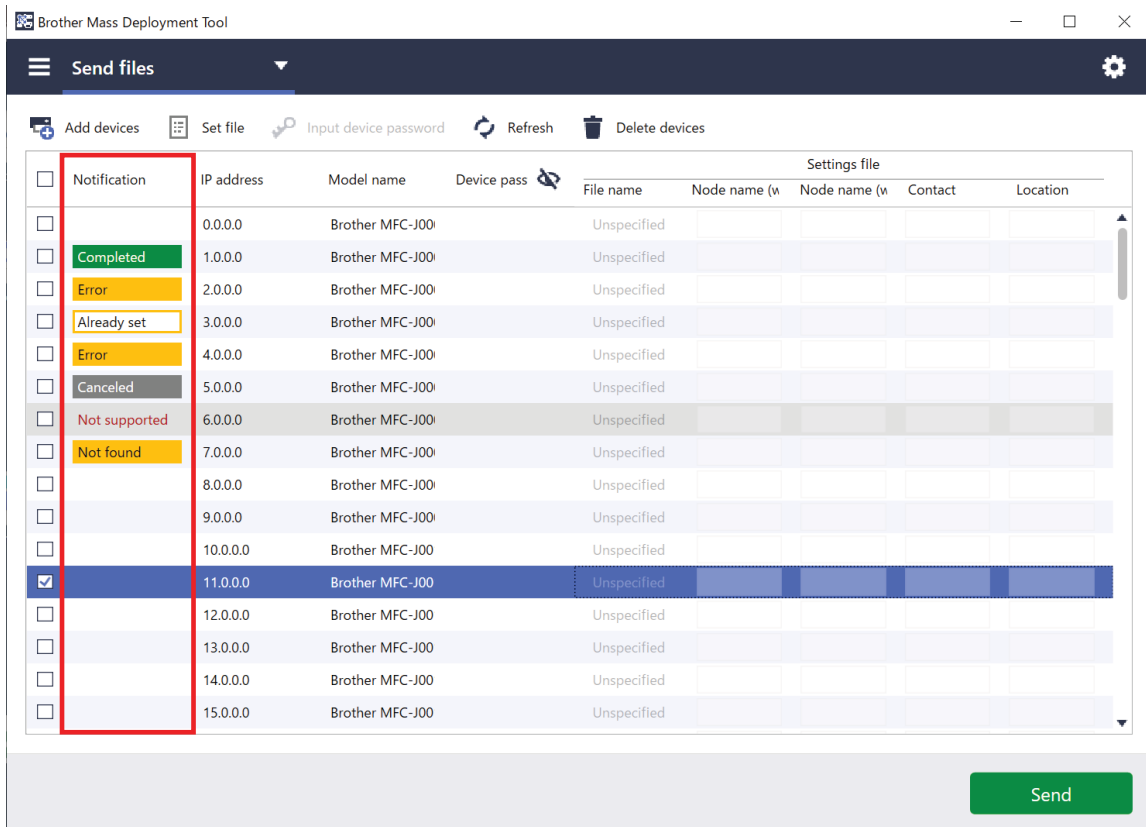 Brother Mass Deployment Tool
Send files
Add devices Set file Input device password Refresh Delete devices
Settings file
Notification IP address Model name Device pass File name Node name (w Node name (w Contact Location
0.0.0.0 Brother MFC-J00 Unspecified
Completed 1.0.0.0 Brother MFC-J00 Unspecified
Error 2.0.0.0 Brother MFC-J00 Unspecified
Already set 3.0.0.0 Brother MFC-J00 Unspecified
Error 4.0.0.0 Brother MFC-J00 Unspecified
Canceled 5.0.0.0 Brother MFC-J00 Unspecified
Not supported 6.0.0.0 Brother MFC-J00 Unspecified
Not found 7.0.0.0 Brother MFC-J00 Unspecified
8.0.0.0 Brother MFC-J00 Unspecified
9.0.0.0 Brother MFC-J00 Unspecified
10.0.0.0 Brother MFC-J00 Unspecified
11.0.0.0 Brother MFC-J00 Unspecified
12.0.0.0 Brother MFC-J00 Unspecified
13.0.0.0 Brother MFC-J00 Unspecified
14.0.0.0 Brother MFC-J00 Unspecified
15.0.0.0 Brother MFC-J00 Unspecified
Send